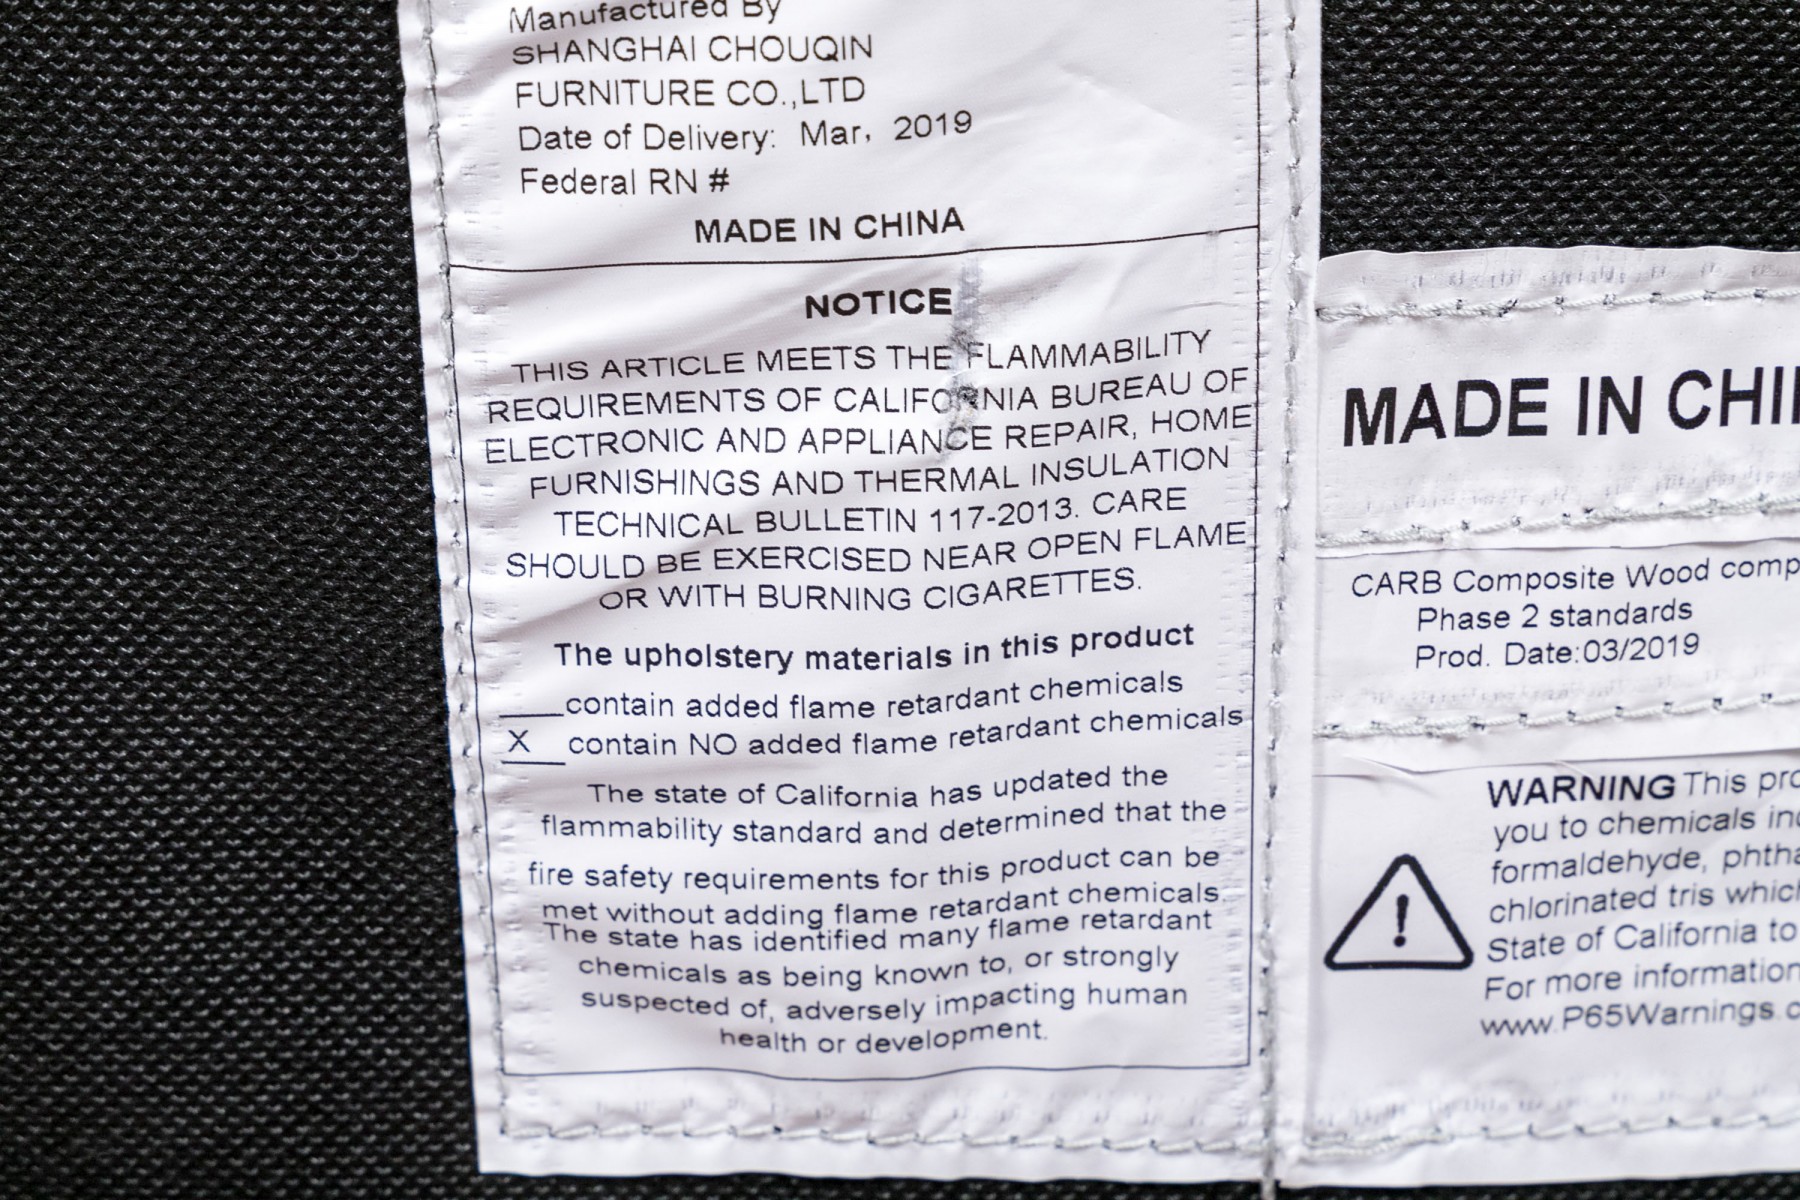 Manufactured By
SHANGHAI CHOUQIN
FURNITURE CO.,LTD
Date of Delivery: Mar, 2019
Federal RN #
MADE IN CHINA
NOTICE
THIS ARTICLE MEETS THE FLAMMABILITY
REQUIREMENTS OF CALIFORNIA BUREAU OF
ELECTRONIC AND APPLIANCE REPAIR, HOME
FURNISHINGS AND THERMAL INSULATION
TECHNICAL BULLETIN 117-2013. CARE
SHOULD BE EXERCISED NEAR OPEN FLAME
OR WITH BURNING CIGARETTES.
The upholstery materials in this product
____contain added flame retardant chemicals
X contain NO added flame retardant chemicals
The state of California has updated the
flammability standard and determined that the
fire safety requirements for this product can be
met without adding flame retardant chemicals.
The state has identified many flame retardant
chemicals as being known to, or strongly
suspected of, adversely impacting human
health or development.
MADE IN CHI
CARB Composite Wood comp
Phase 2 standards
Prod. Date:03/2019
WARNING This pro
you to chemicals inc
formaldehyde, phtha
chlorinated tris whic
State of California to
For more information
www.P65Warnings.c